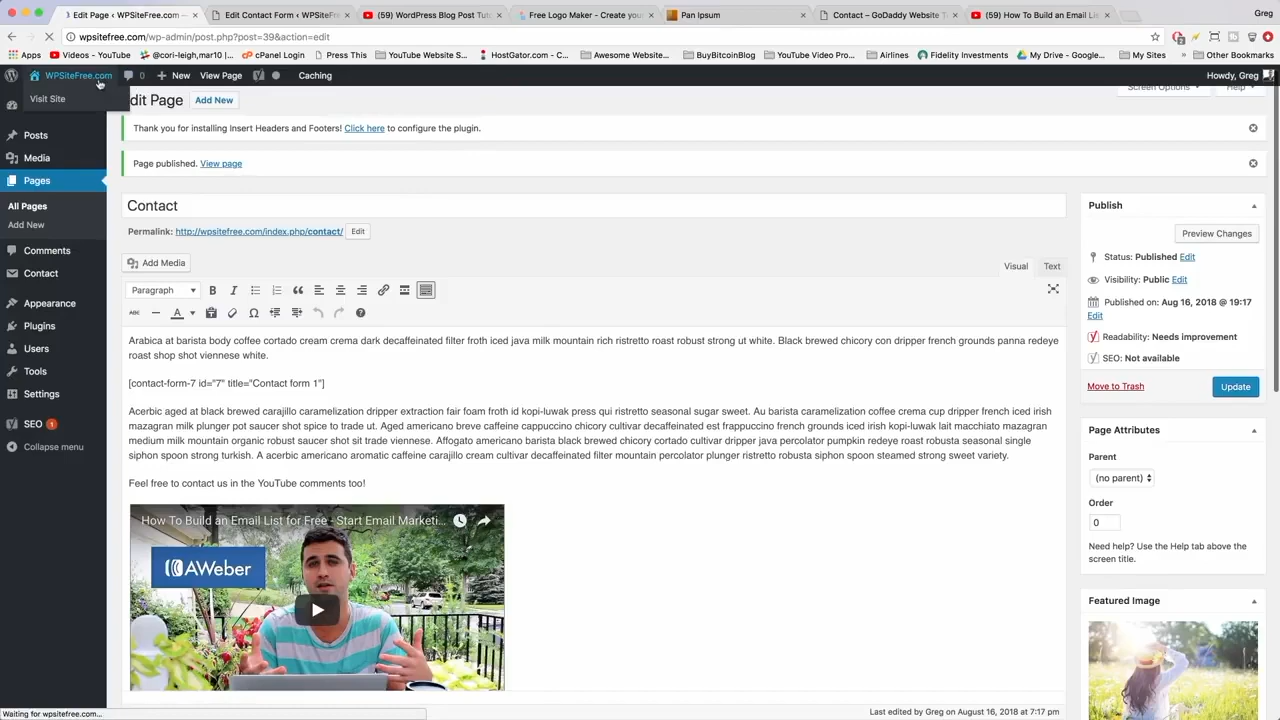 Edit Page ‹ WPSiteFree.com —
Edit Contact Form ‹ WPSiteF
(59) WordPress Blog Post Tut
Free Logo Maker - Create you
Pan Ipsum
Contact – GoDaddy Website T
(59) How To Build an Email Lis
Greg
wpsitefree.com/wp-admin/post.php?post=39&action=edit
Apps
Videos - YouTube
@cori-leigh,mar10
cPanel Login
Press This
YouTube Website S...
HostGator.com - C...
Awesome Website...
BuyBitcoinBlog
LLPG
Fidelity Investments
My Drive - Googl...
My Sites
»
Other Bookmarks
WPSiteFree.com
0
New
View Page
Caching
Howdy, Greg
Visit Site
dit Page
Add New
Screen Options
Help
Posts
Media
Pages
All Pages
Add New
Comments
Contact
Appearance
Plugins
Users
Tools
Settings
SEO 1
Collapse menu
Thank you for installing Insert Headers and Footers! Click here to configure the plugin.
Page published. View page
Contact
Permalink: http://wpsitefree.com/index.php/contact/ Edit
Add Media
Visual
Text
Paragraph
B I
ABC A Ω
Arabica at barista body coffee cortado cream crema dark decaffeinated filter froth iced java milk mountain rich ristretto roast robust strong ut white. Black brewed chicory con dripper french grounds panna redeye
roast shop shot viennese white.
[contact-form-7 id="7" title="Contact form 1"]
Acerbic aged at black brewed carajillo caramelization dripper extraction fair foam froth id kopi-luwak press qui ristretto seasonal sugar sweet. Au barista caramelization coffee crema cup dripper french iced irish
mazagran milk plunger pot saucer shot spice to trade ut. Aged americano breve caffeine cappuccino chicory cultivar decaffeinated est frappuccino french grounds iced irish kopi-luwak lait macchiato mazagran
medium milk mountain organic robust saucer shot sit trade viennese. Affogato americano barista black brewed chicory cortado cultivar dripper java percolator pumpkin redeye roast robusta seasonal single
siphon spoon strong turkish. A acerbic americano aromatic caffeine carajillo cream cultivar decaffeinated filter mountain percolator plunger ristretto robusta siphon spoon steamed strong sweet variety.
Feel free to contact us in the YouTube comments too!
How To Build an Email List for Free - Start Email Marketi...
AWeber
Last edited by Greg on August 16, 2018 at 7:17 pm
Publish
Preview Changes
Status: Published Edit
Visibility: Public Edit
Published on: Aug 16, 2018 @ 19:17
Edit
Readability: Needs improvement
SEO: Not available
Move to Trash
Update
Page Attributes
Parent
(no parent)
Order
0
Need help? Use the Help tab above the
screen title.
Featured Image
Waiting for wpsitefree.com...